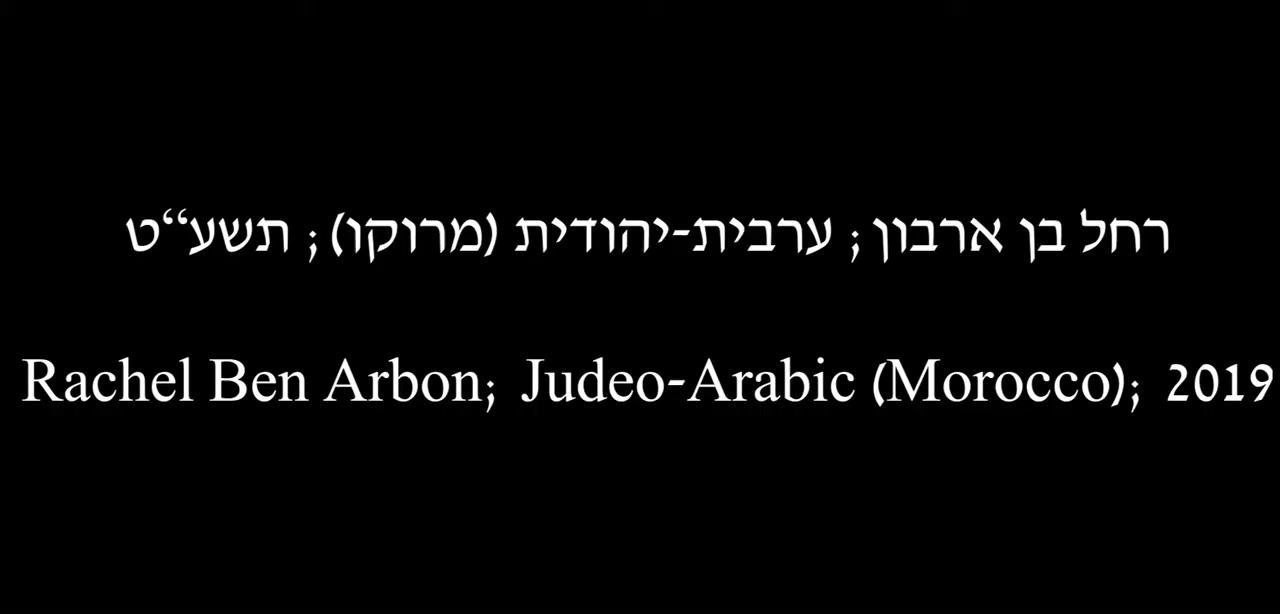 רחל בן ארבון; ערבית-יהודית (מרוקו); תשע“ט
Rachel Ben Arbon; Judeo-Arabic (Morocco); 2019